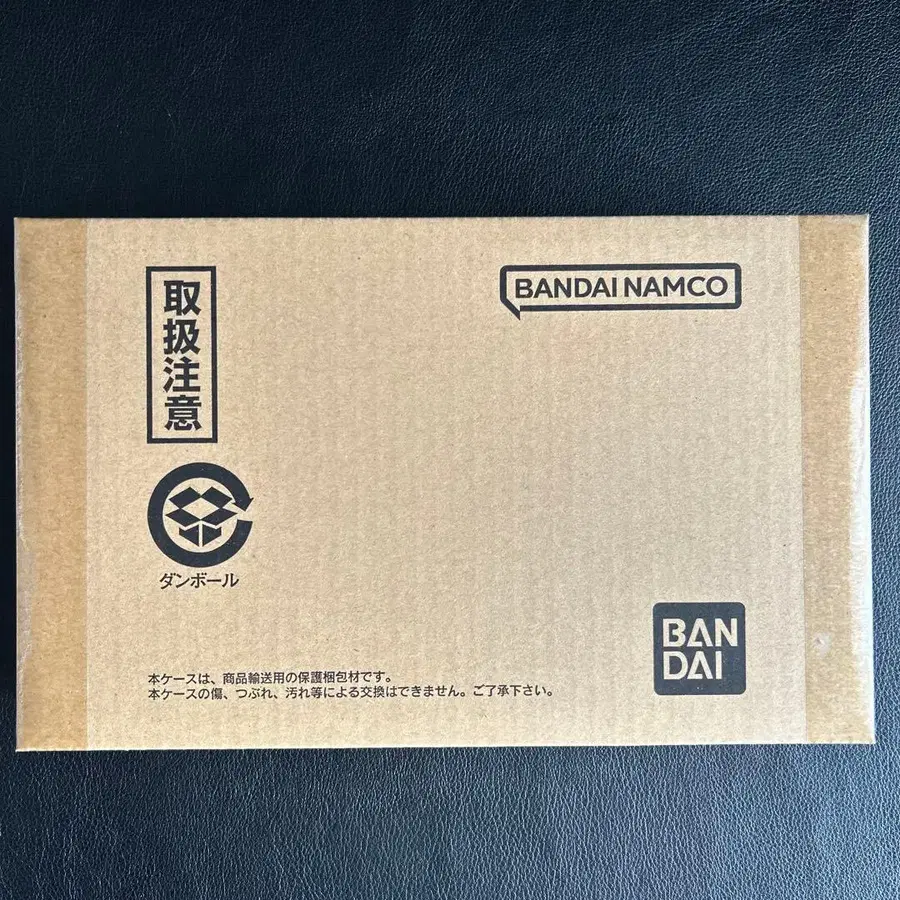 取扱注意
BANDAI NAMCO
ダンボール
BAN
DAI
本ケースは、商品輸送用の保護梱包材です。
本ケースの傷、つぶれ、汚れ等による交換はできません。ご了承下さい。